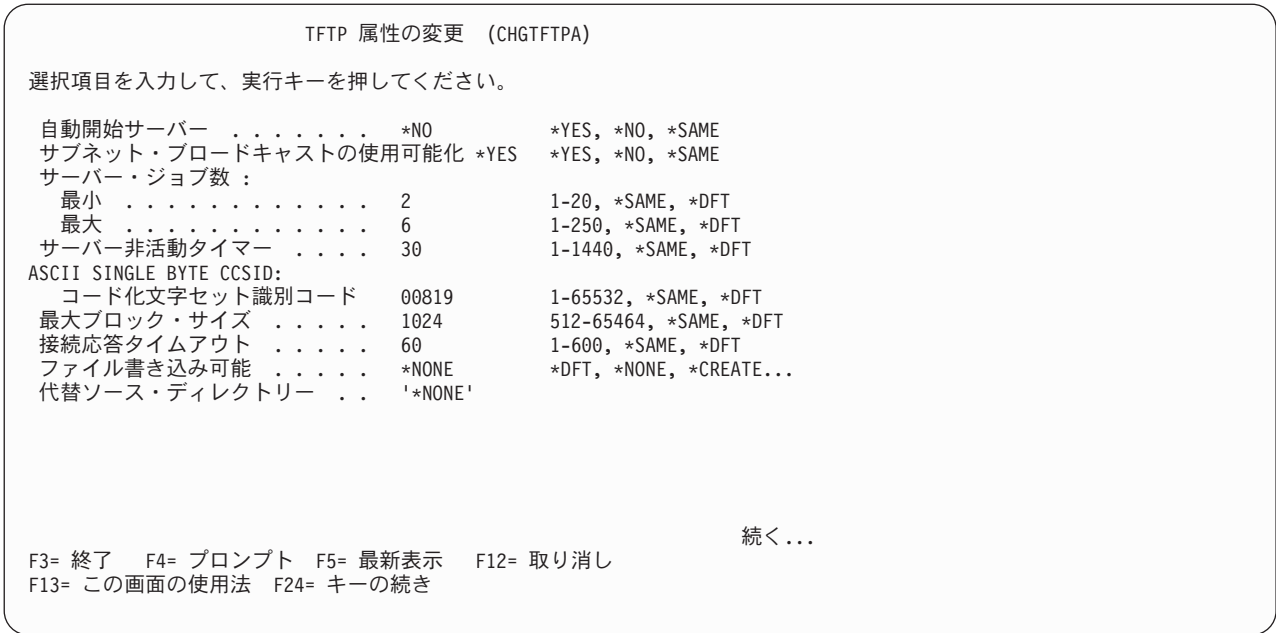 TFTP 属性の変更 (CHGTFTPA)
選択項目を入力して、実行キーを押してください。
自動開始サーバー . . . . . . . *NO *YES, *NO, *SAME
サブネット・ブロードキャストの使用可能化 *YES *YES, *NO, *SAME
サーバー・ジョブ数 :
最小 . . . . . . . . . . . . 2 1-20, *SAME, *DFT
最大 . . . . . . . . . . . . 6 1-250, *SAME, *DFT
サーバー非活動タイマー . . . . 30 1-1440, *SAME, *DFT
ASCII SINGLE BYTE CCSID:
コード化文字セット識別コード 00819 1-65532, *SAME, *DFT
最大ブロック・サイズ . . . . . 1024 512-65464, *SAME, *DFT
接続応答タイムアウト . . . . . 60 1-600, *SAME, *DFT
ファイル書き込み可能 . . . . . *NONE *DFT, *NONE, *CREATE...
代替ソース・ディレクトリー . . '*NONE'
続く...
F3= 終了 F4= プロンプト F5= 最新表示 F12= 取り消し
F13= この画面の使用法 F24= キーの続き